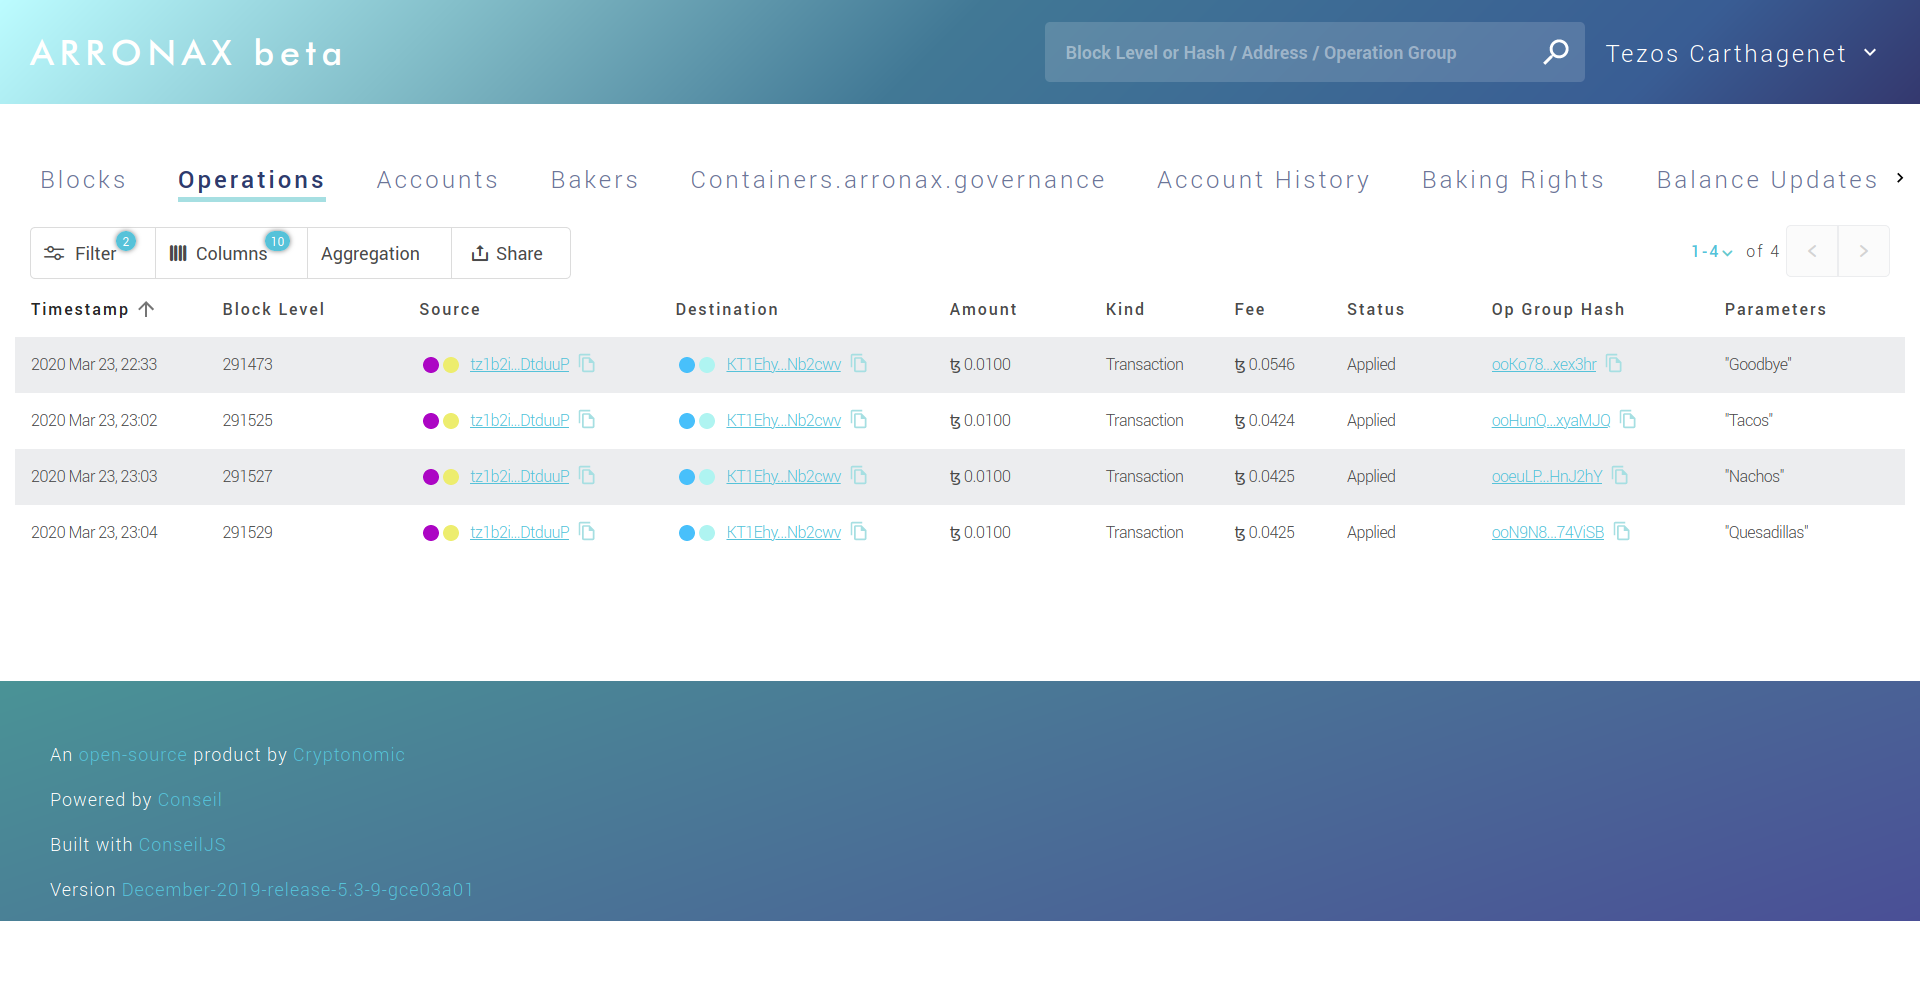 ARRONAX beta
Block Level or Hash / Address / Operation Group
Tezos Carthagenet
Blocks Operations Accounts Bakers Containers.arronax.governance Account History Baking Rights Balance Updates
Filter 2 Columns 10 Aggregation Share
1-4 of 4
Timestamp Block Level Source Destination Amount Kind Fee Status Op Group Hash Parameters
2020 Mar 23, 22:33 291473 tz1b2i...DtduuP KT1Ehy...Nb2cwv ꜩ 0.0100 Transaction ꜩ 0.0546 Applied ooKo78...xex3hr "Goodbye"
2020 Mar 23, 23:02 291525 tz1b2i...DtduuP KT1Ehy...Nb2cwv ꜩ 0.0100 Transaction ꜩ 0.0424 Applied ooHunQ...xyaMJQ "Tacos"
2020 Mar 23, 23:03 291527 tz1b2i...DtduuP KT1Ehy...Nb2cwv ꜩ 0.0100 Transaction ꜩ 0.0425 Applied ooeuLP...HnJ2hY "Nachos"
2020 Mar 23, 23:04 291529 tz1b2i...DtduuP KT1Ehy...Nb2cwv ꜩ 0.0100 Transaction ꜩ 0.0425 Applied ooN9N8...74ViSB "Quesadillas"
An open-source product by Cryptonomic
Powered by Conseil
Built with ConseilJS
Version December-2019-release-5.3-9-gce03a01